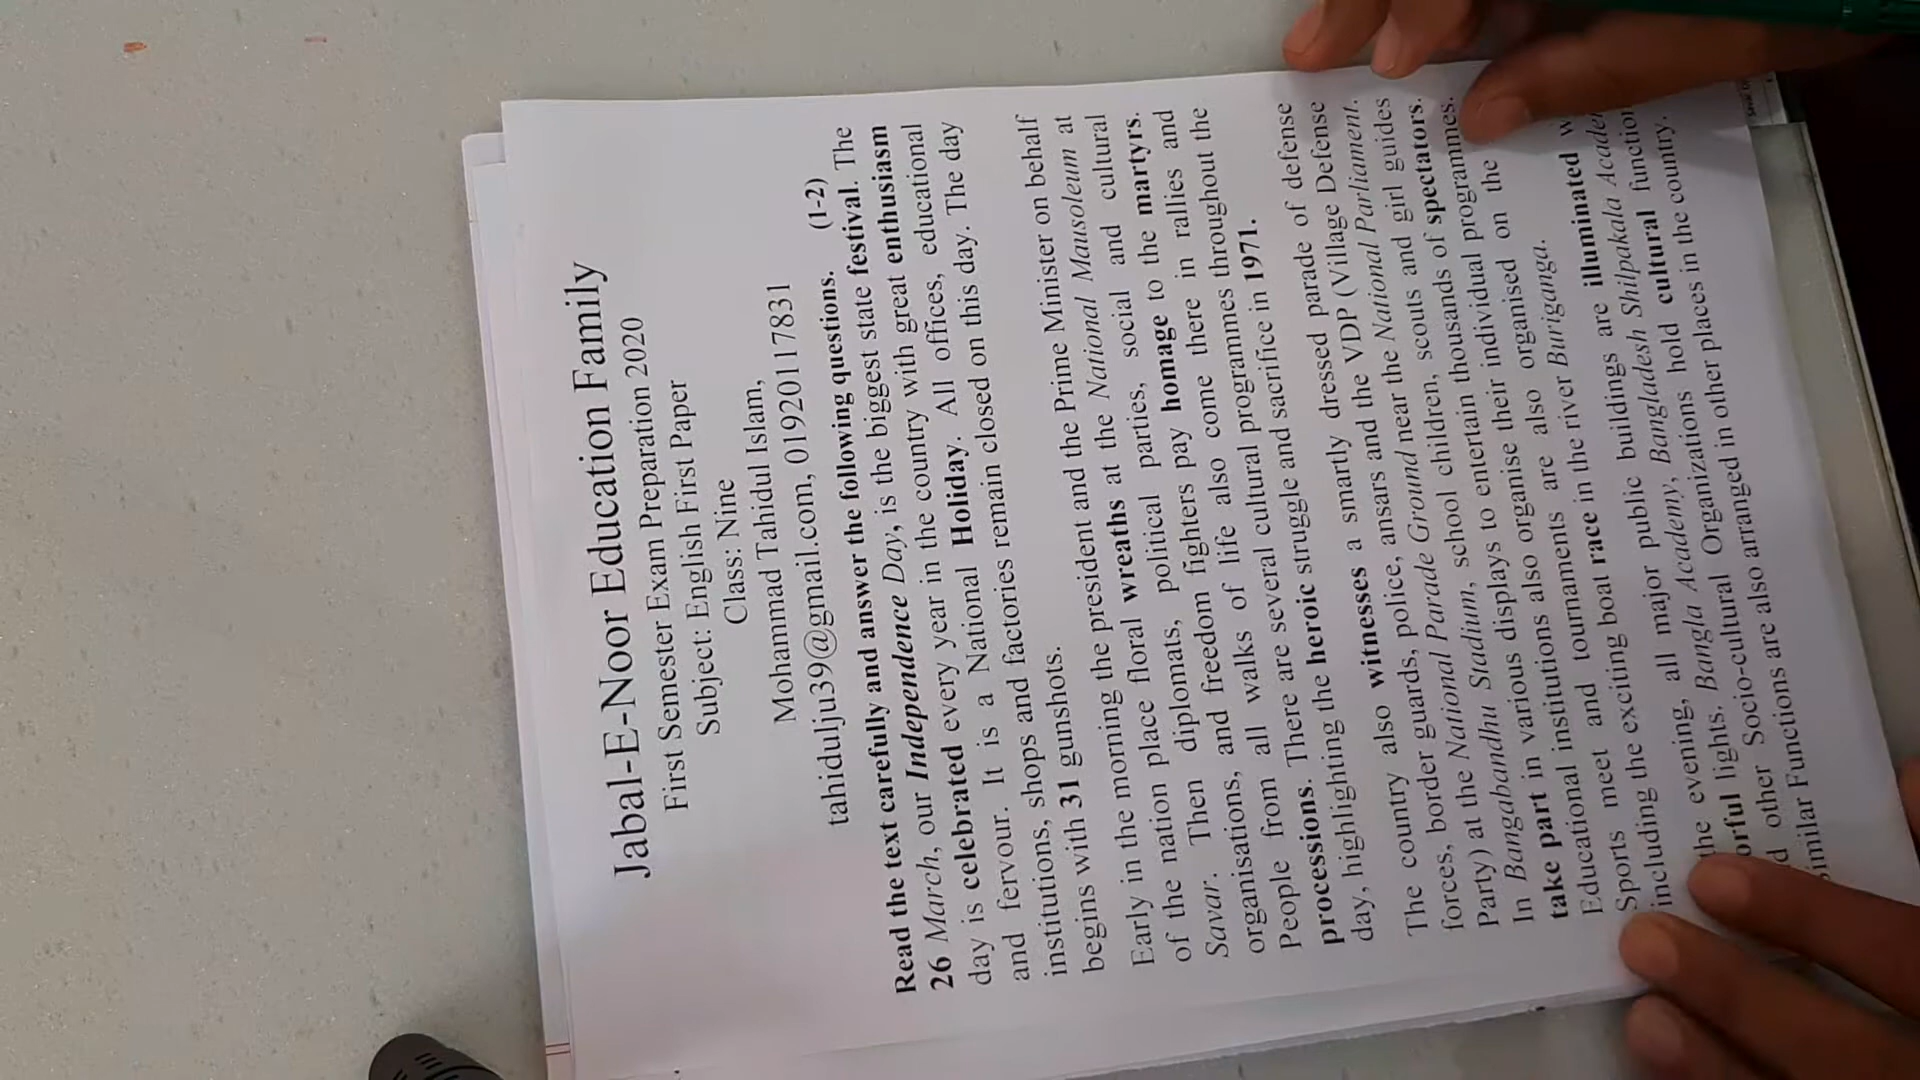 Jabal-E-Noor Education Family
First Semester Exam Preparation 2020
Subject: English First Paper
Class: Nine
Mohammad Tahidul Islam,
tahidulju39@gmail.com, 01920117831
Read the text carefully and answer the following questions. (1-2)
26 March, our Independence Day, is the biggest state festival. The
day is celebrated every year in the country with great enthusiasm
and fervour. It is a National Holiday. All offices, educational
institutions, shops and factories remain closed on this day. The day
begins with 31 gunshots.
Early in the morning the president and the Prime Minister on behalf
of the nation place floral wreaths at the National Mausoleum at
Savar. Then diplomats, political parties, social and cultural
organisations, and freedom fighters pay homage to the martyrs.
People from all walks of life also come there in rallies and
processions. There are several cultural programmes throughout the
day, highlighting the heroic struggle and sacrifice in 1971.
The country also witnesses a smartly dressed parade of defense
forces, border guards, police, ansars and the VDP (Village Defense
Party) at the National Parade Ground near the National Parliament.
In Bangabandhu Stadium, school children, scouts and girl guides
take part in various displays to entertain thousands of spectators.
Educational institutions also organise their individual programmes.
Sports meet and tournaments are also organised on the
including the exciting boat race in the river Buriganga.
the evening, all major public buildings are illuminated
lights. Bangla Academy, Bangladesh Shilpakala
other Socio-cultural Organizations hold cultural
Functions are also arranged in other places in the country.